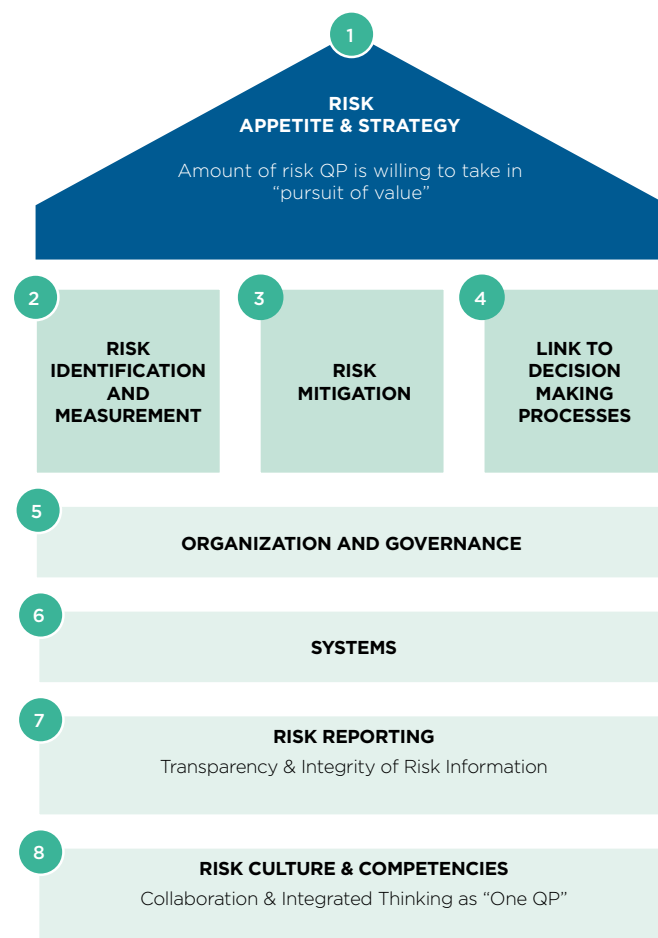 1
RISK
APPETITE & STRATEGY
Amount of risk QP is willing to take in
“pursuit of value”
2
RISK
IDENTIFICATION
AND
MEASUREMENT
3
RISK
MITIGATION
4
LINK TO
DECISION
MAKING
PROCESSES
5
ORGANIZATION AND GOVERNANCE
6
SYSTEMS
7
RISK REPORTING
Transparency & Integrity of Risk Information
8
RISK CULTURE & COMPETENCIES
Collaboration & Integrated Thinking as “One QP”